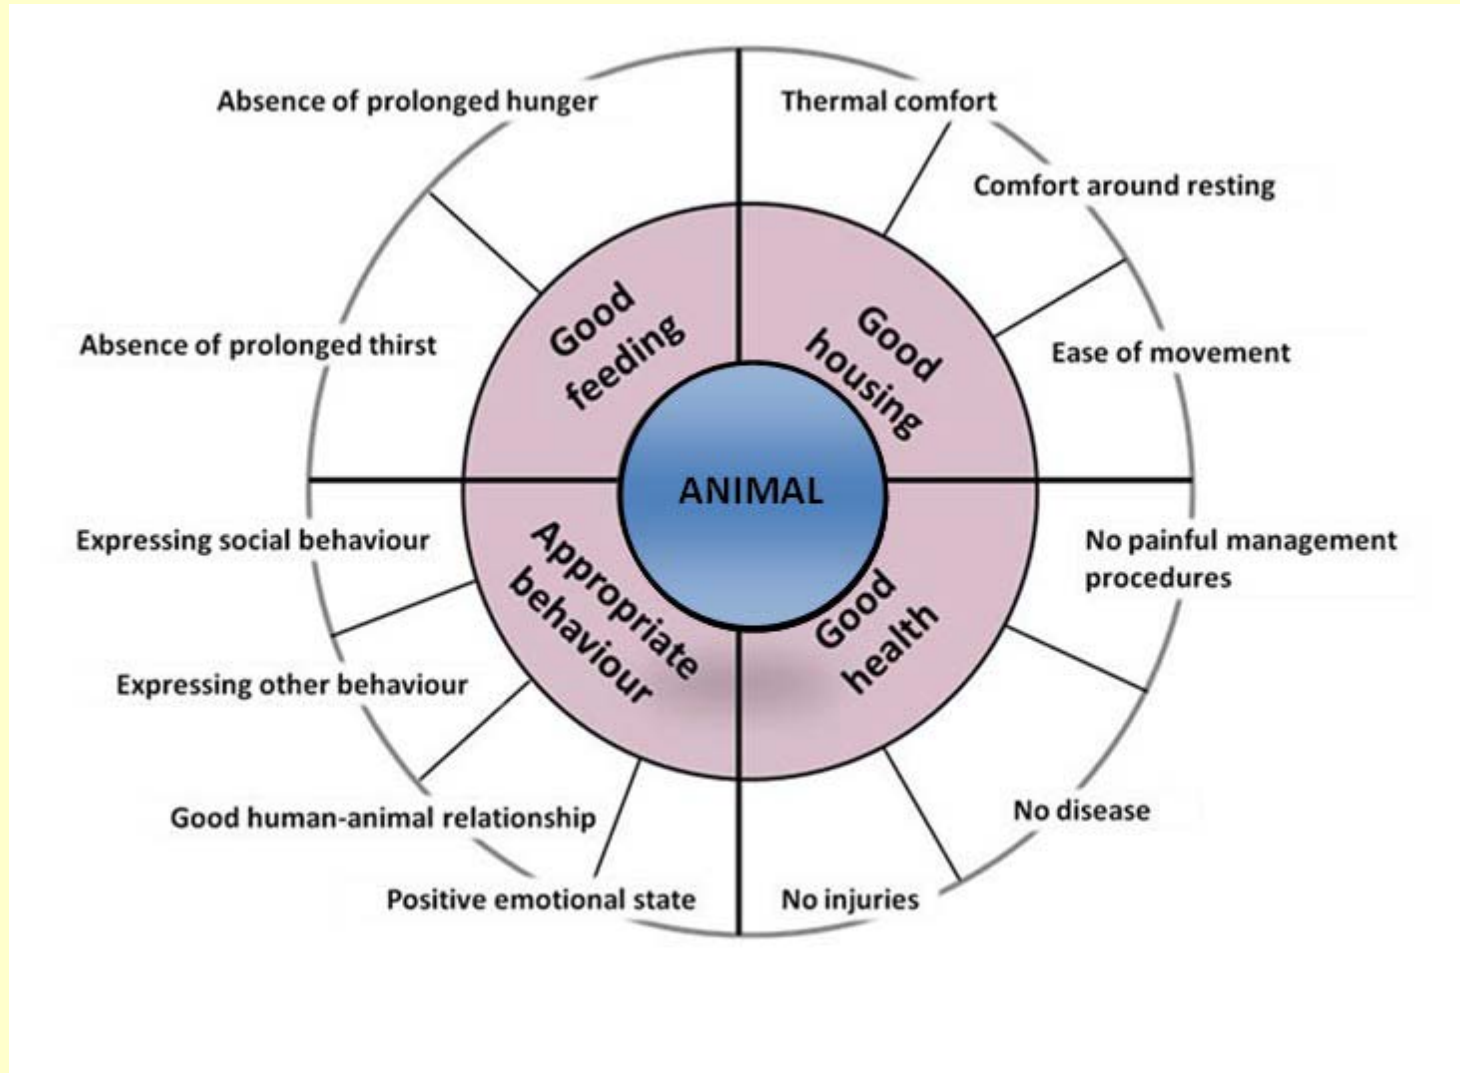 Absence of prolonged hunger
Thermal comfort
Comfort around resting
Absence of prolonged thirst
Ease of movement
Good
feeding
Good
housing
ANIMAL
Expressing social behaviour
No painful management
procedures
Appropriate
behaviour
Good
health
Expressing other behaviour
Good human-animal relationship
No disease
Positive emotional state
No injuries